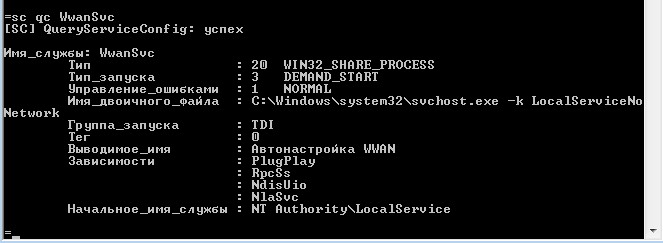 =sc qc WwanSvc
[SC] QueryServiceConfig: успех
Имя_службы: WwanSvc
Тип : 20 WIN32_SHARE_PROCESS
Тип_запуска : 3 DEMAND_START
Управление_ошибками : 1 NORMAL
Имя_двоичного_файла : C:\Windows\system32\svchost.exe -k LocalServiceNo
Network
Группа_запуска : TDI
Тег : 0
Выводимое_имя : Автонастройка WWAN
Зависимости : PlugPlay
: RpcSs
: NdisUio
: NlaSvc
Начальное_имя_службы : NT Authority\LocalService
=